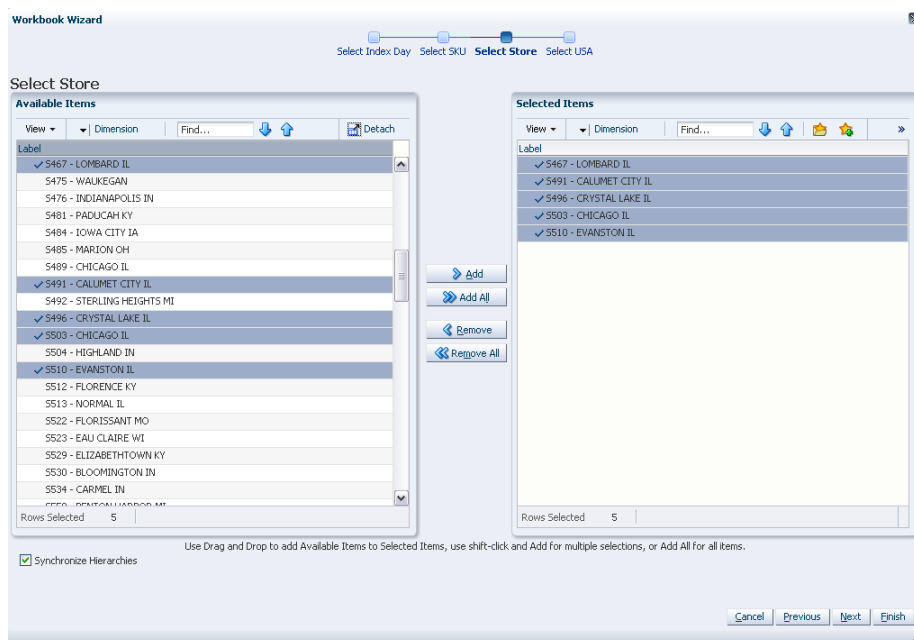 Workbook Wizard
Select Index Day Select SKU Select Store Select USA
Select Store
Available Items
View Dimension Find... Detach
Label
S467 - LOMBARD IL
S475 - WAUKEGAN
S476 - INDIANAPOLIS IN
S481 - PADUCAH KY
S484 - IOWA CITY IA
S485 - MARION OH
S489 - CHICAGO IL
S491 - CALUMET CITY IL
S492 - STERLING HEIGHTS MI
S496 - CRYSTAL LAKE IL
S503 - CHICAGO IL
S504 - HIGHLAND IN
S510 - EVANSTON IL
S512 - FLORENCE KY
S513 - NORMAL IL
S522 - FLORISSANT MO
S523 - EAU CLAIRE WI
S529 - ELIZABETHTOWN KY
S530 - BLOOMINGTON IN
S534 - CARMEL IN
BENTON HARBOR MI
Rows Selected 5
Add
Add All
Remove
Remove All
Selected Items
View Dimension Find... »
Label
S467 - LOMBARD IL
S491 - CALUMET CITY IL
S496 - CRYSTAL LAKE IL
S503 - CHICAGO IL
S510 - EVANSTON IL
Rows Selected 5
Use Drag and Drop to add Available Items to Selected Items, use shift-click and Add for multiple selections, or Add All for all items.
Synchronize Hierarchies
Cancel Previous Next Finish